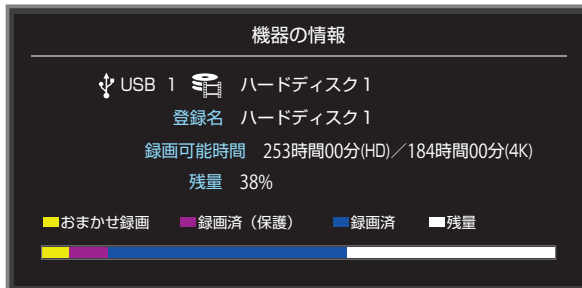 機器の情報
USB 1 ハードディスク1
登録名 ハードディスク1
録画可能時間 253時間00分(HD)／184時間00分(4K)
残量 38%
おまかせ録画 録画済（保護） 録画済 残量